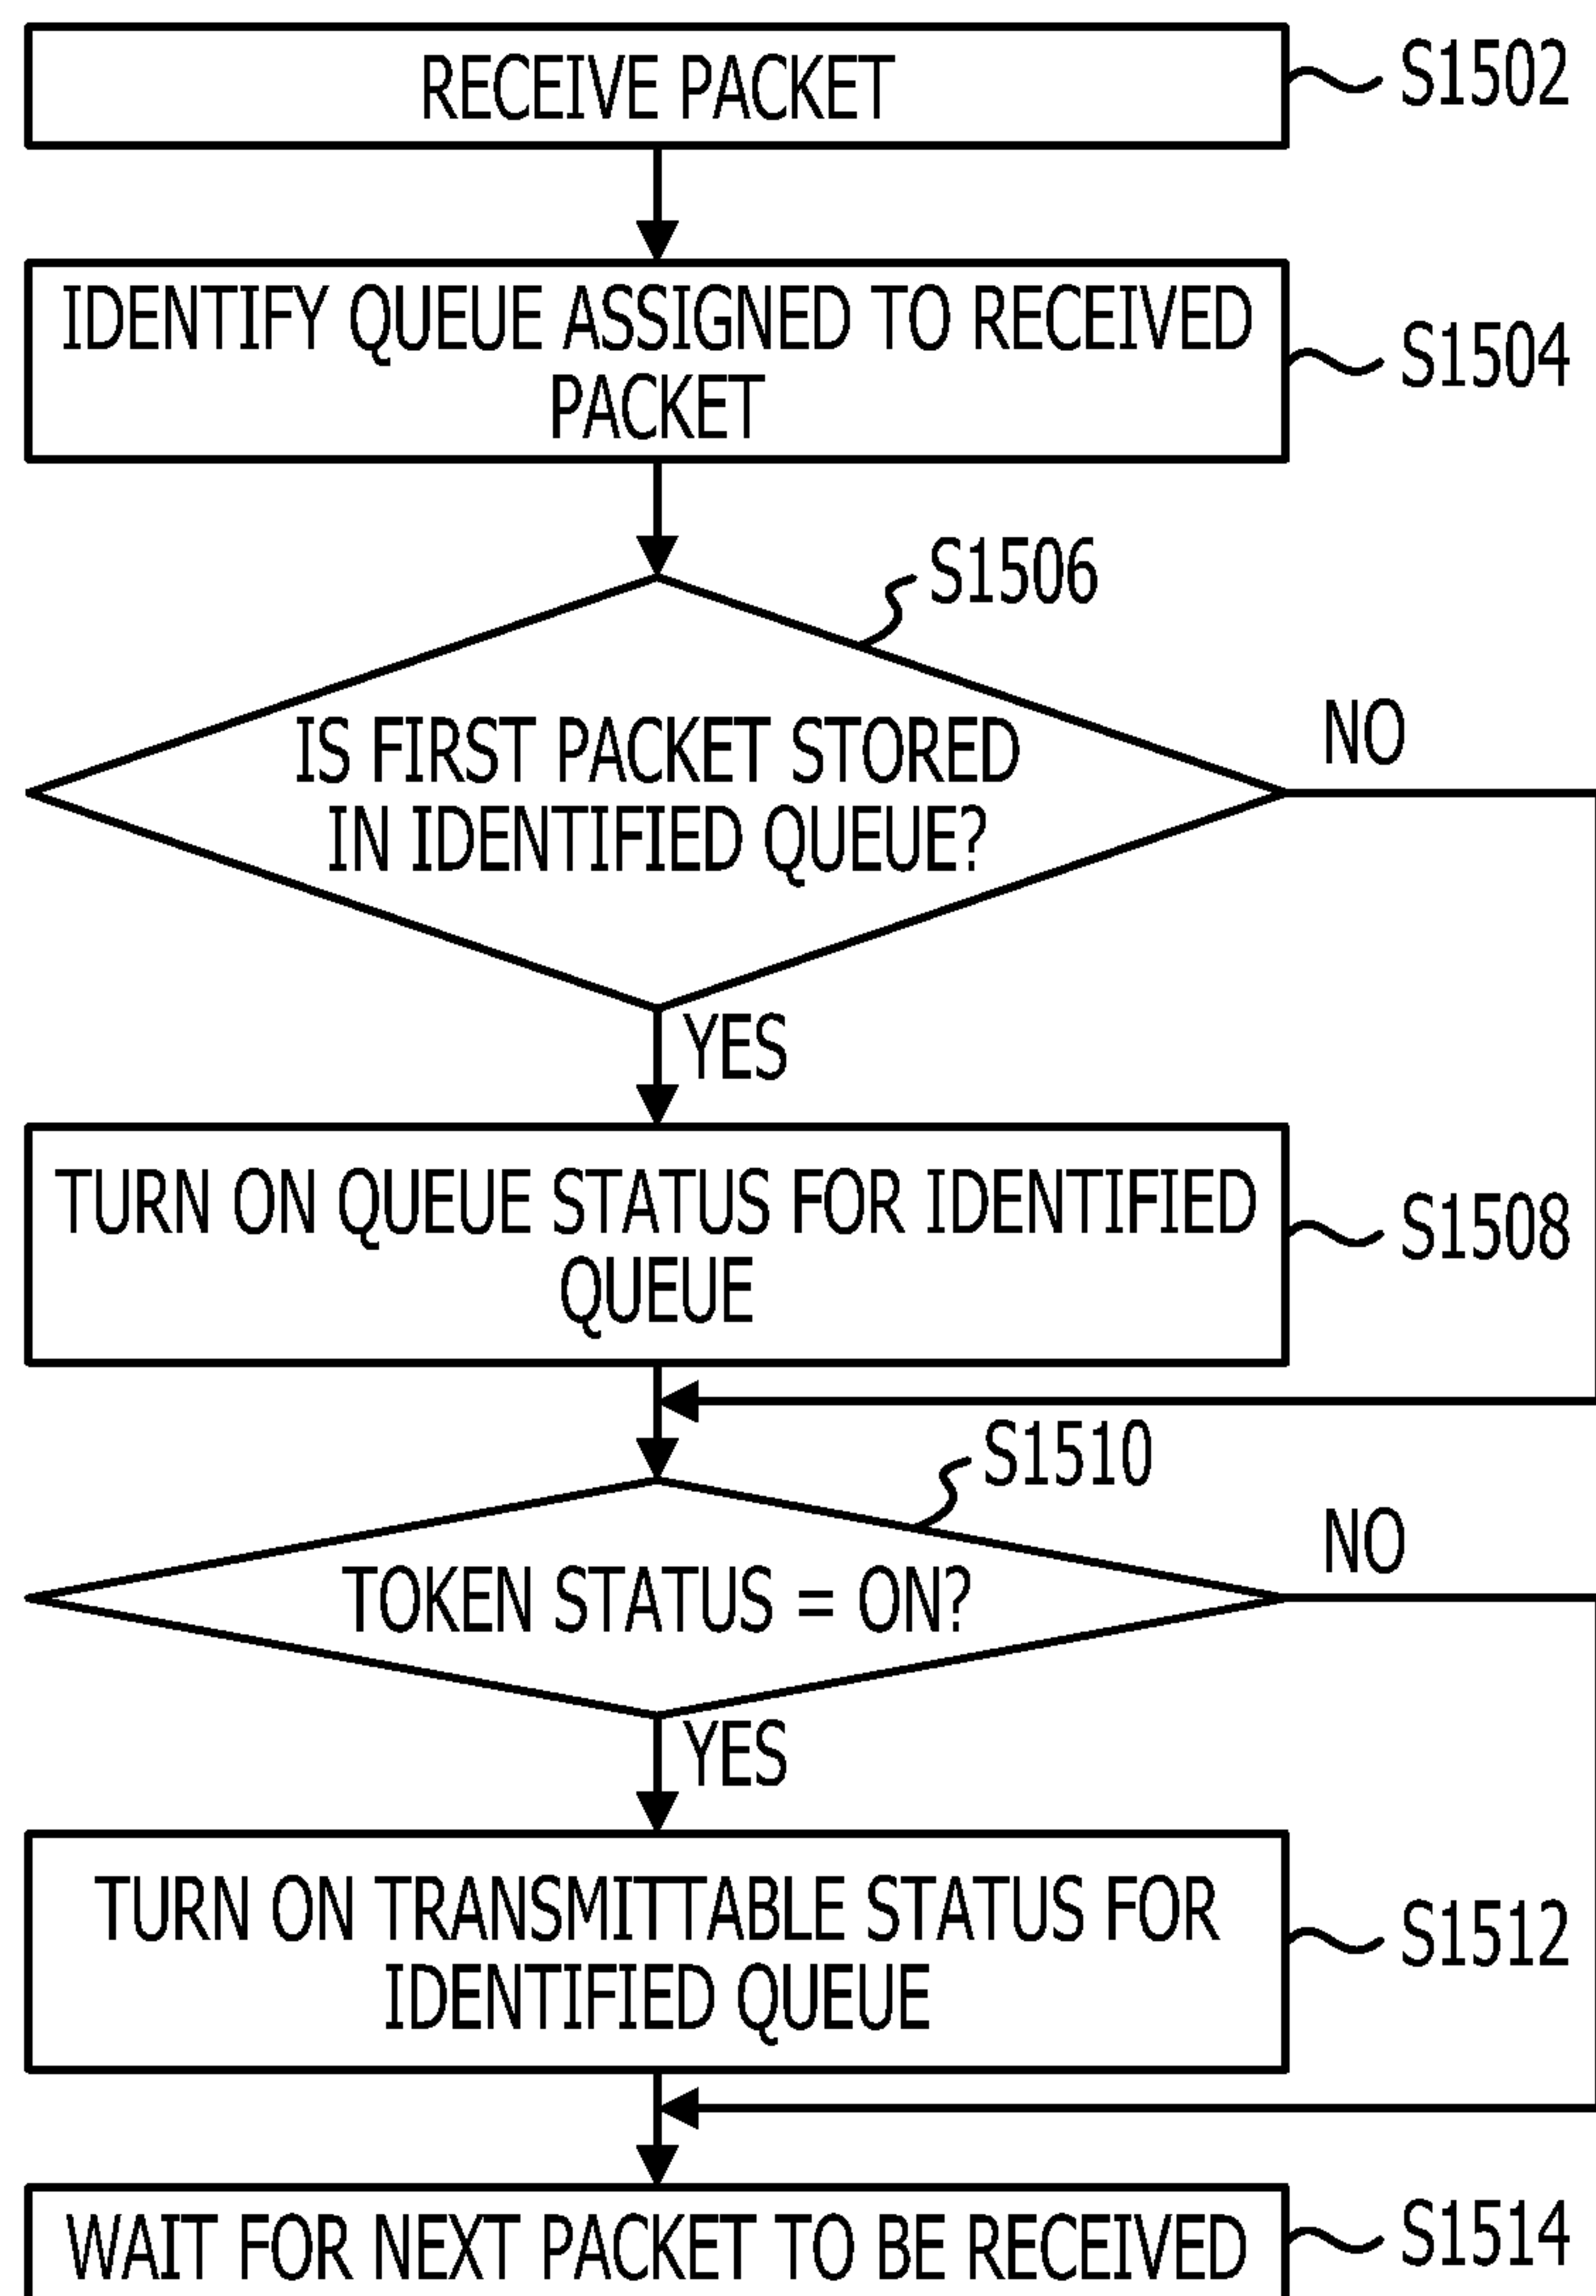 RECEIVE PACKET
S1502
IDENTIFY QUEUE ASSIGNED TO RECEIVED
PACKET
S1504
S1506
IS FIRST PACKET STORED
IN IDENTIFIED QUEUE?
NO
YES
TURN ON QUEUE STATUS FOR IDENTIFIED
QUEUE
S1508
S1510
TOKEN STATUS = ON?
NO
YES
TURN ON TRANSMITTABLE STATUS FOR
IDENTIFIED QUEUE
S1512
WAIT FOR NEXT PACKET TO BE RECEIVED
S1514